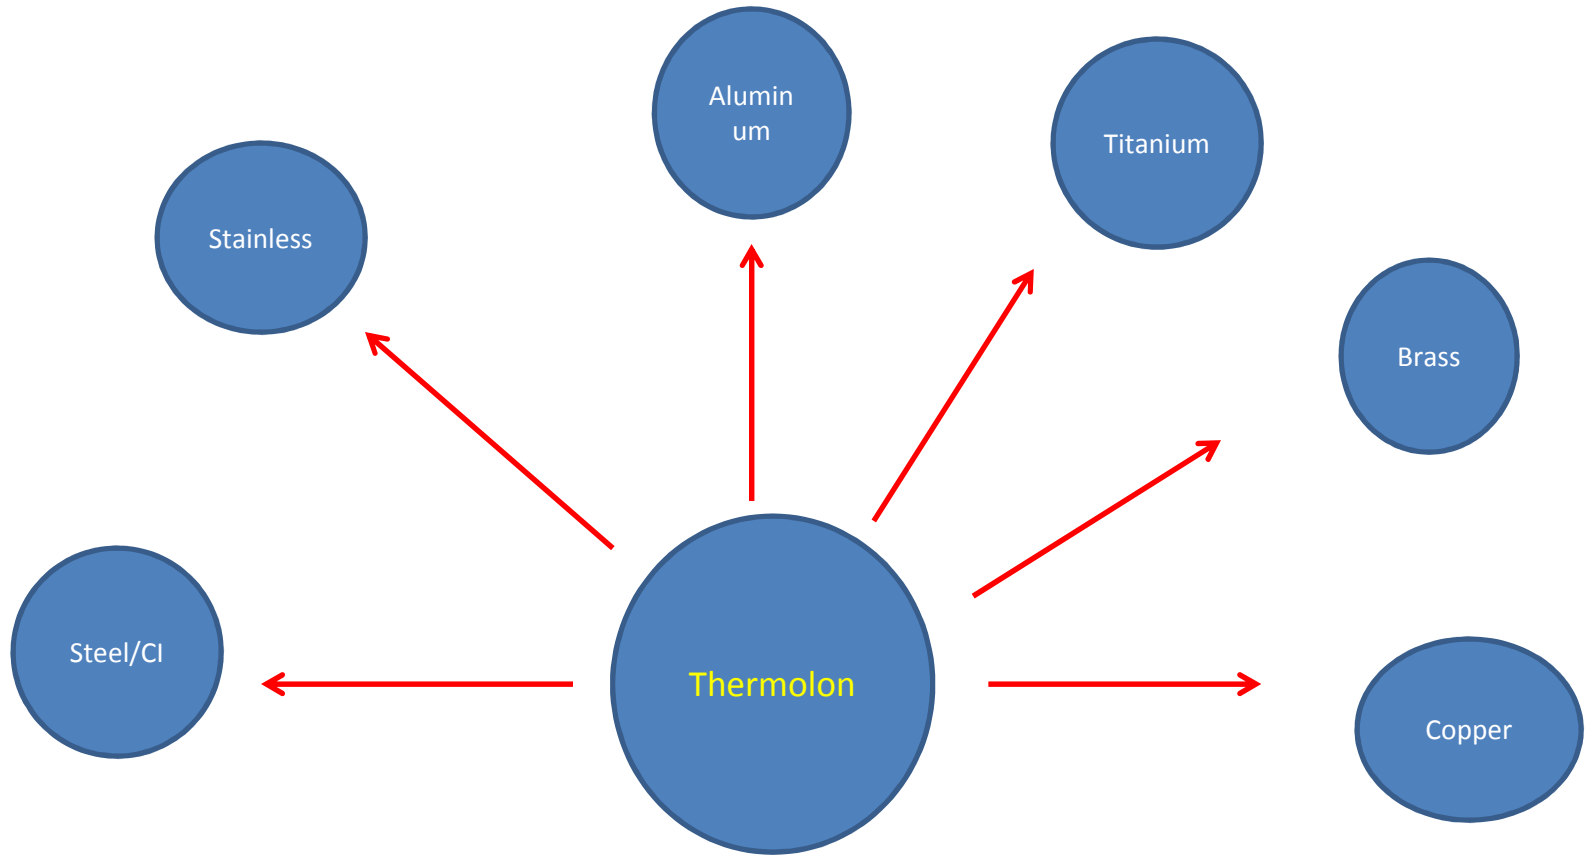 Alumin
um
Titanium
Stainless
Brass
Steel/CI
Thermolon
Copper